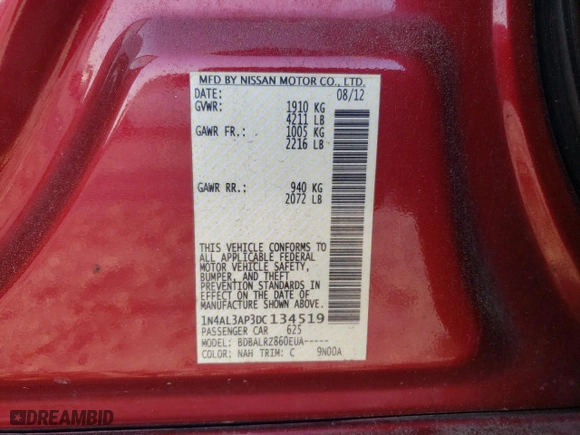 MFD BY NISSAN MOTOR CO., LTD.
DATE: 08/12
GVWR: 1910 KG
4211 LB
GAWR FR.: 1005 KG
2216 LB
GAWR RR.: 940 KG
2072 LB
THIS VEHICLE CONFORMS TO
ALL APPLICABLE FEDERAL
MOTOR VEHICLE SAFETY,
BUMPER, AND THEFT
PREVENTION STANDARDS IN
EFFECT ON THE DATE OF
MANUFACTURE SHOWN ABOVE.
1N4AL3AP3DC134519
PASSENGER CAR 625
MODEL: BDBALRZ860EUA-----
COLOR: NAH TRIM: C 9N00A
DREAMBID